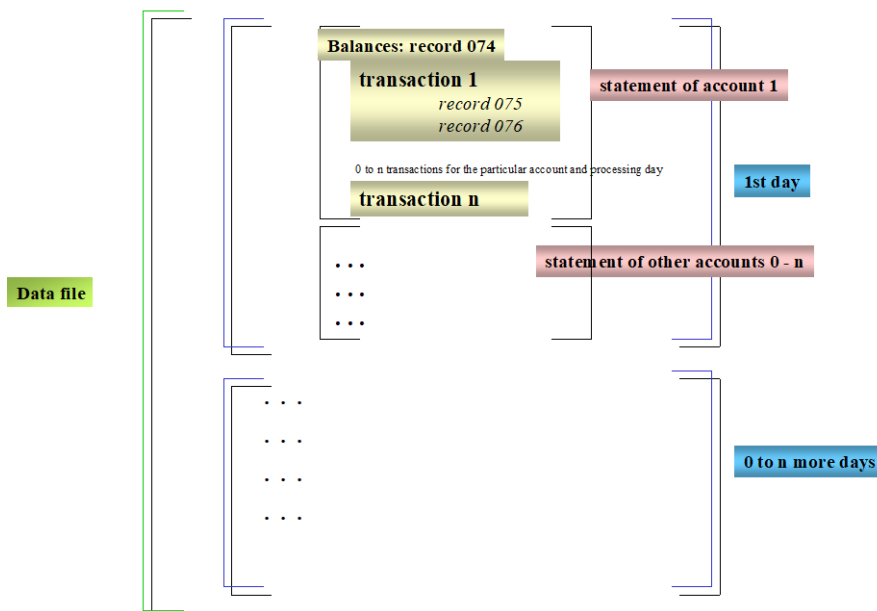 Balances: record 074
transaction 1
record 075
record 076
statement of account 1
0 to n transactions for the particular account and processing day
1st day
transaction n
statement of other accounts 0 - n
. . .
. . .
. . .
Data file
. . .
. . .
. . .
. . .
0 to n more days